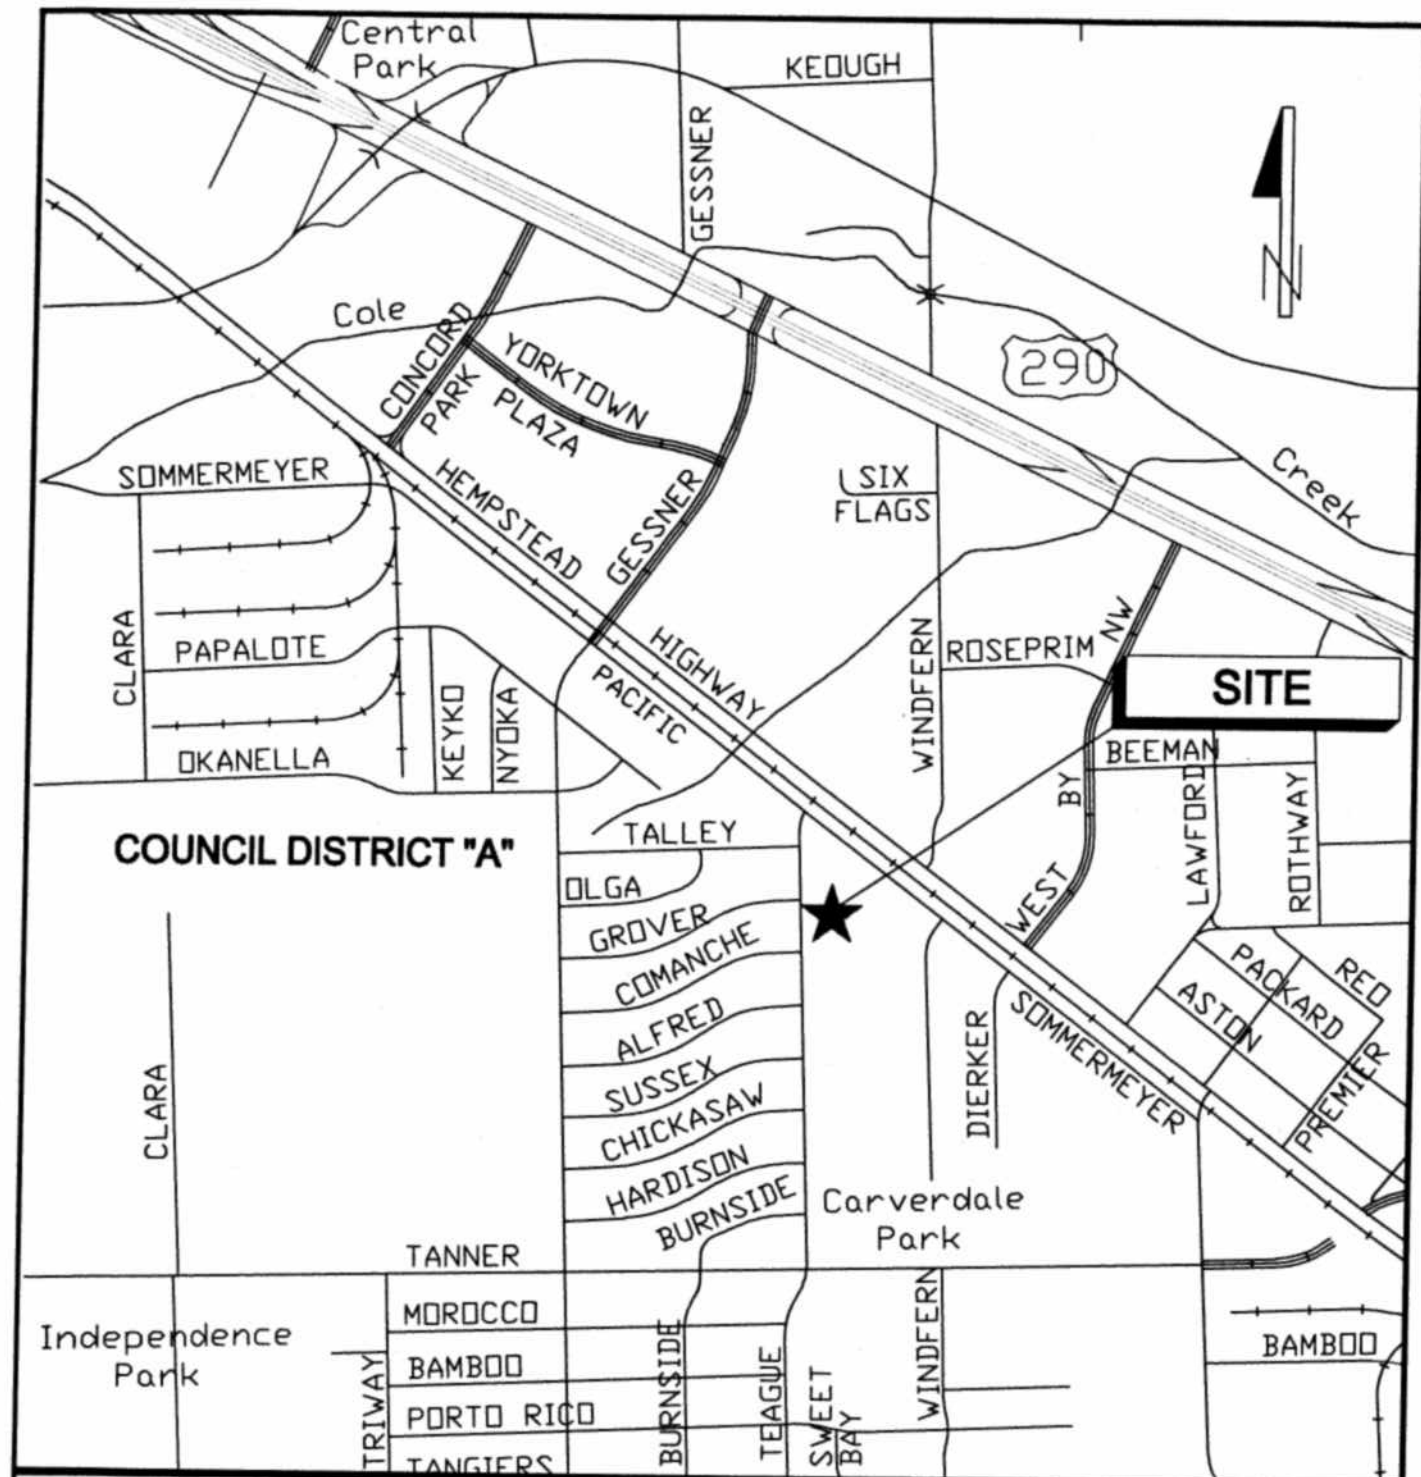 Central
Park
KEOUGH
GESSNER
N
Cole
CONCORD
PARK
YORKTOWN
PLAZA
290
Creek
SOMMERMEYER
HEMPSTEAD
GESSNER
SIX
FLAGS
CLARA
PAPALOTE
KEYKO
NYOKA
HIGHWAY
PACIFIC
WINDFERN
ROSEPRIM
NW
SITE
OKANELLA
BEEMAN
BY
LAWFORD
ROTHWAY
COUNCIL DISTRICT "A"
TALLEY
OLGA
GROVER
WEST
COMANCHE
RED
PACKARD
ASTON
ALFRED
SOMMERMEYER
DIERKER
PREMIER
SUSSEX
CLARA
CHICKASAW
HARDISON
BURNSIDE
Carverdale
Park
TANNER
MOROCCO
WINDFERN
Independence
Park
BAMBOO
BAMBOO
TRIWAY
BURNSIDE
TEAGUE
SWEET
BAY
PORTO RICO
TANGIERS